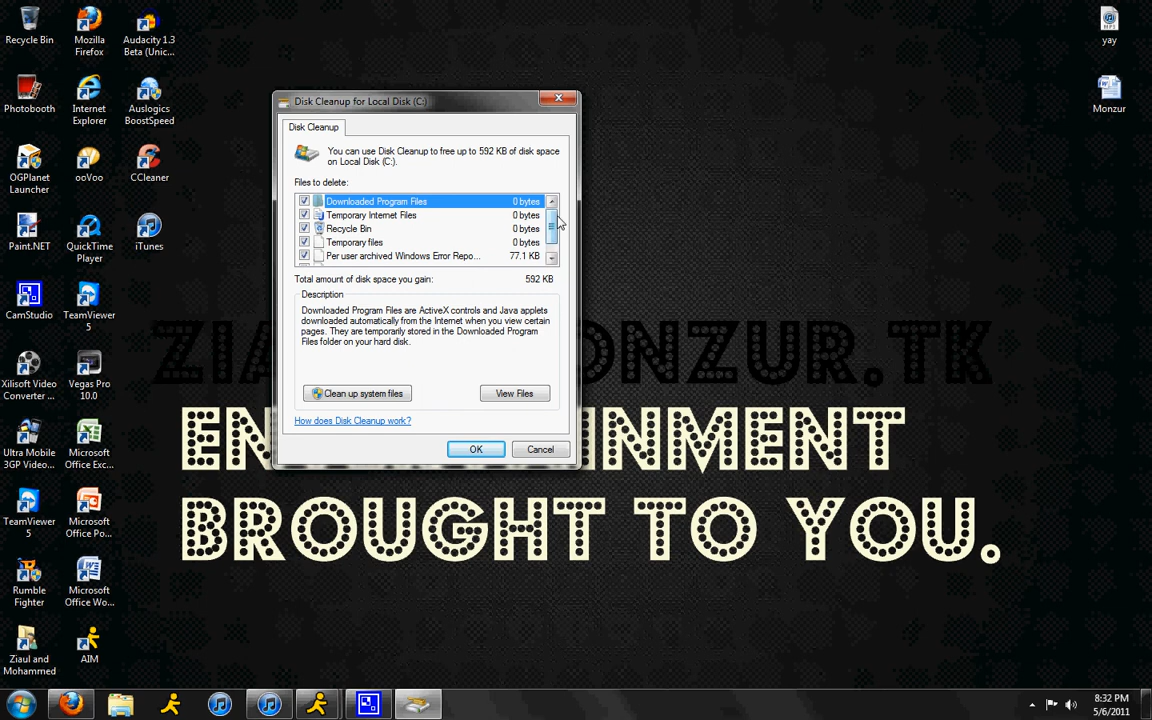 Recycle Bin
Mozilla
Firefox
Audacity 1.3
Beta (Unic...
yay
Photobooth
Internet
Explorer
Auslogics
BoostSpeed
Monzur
OGPlanet
Launcher
ooVoo
CCleaner
Paint.NET
QuickTime
Player
iTunes
CamStudio
TeamViewer
5
Xilisoft Video
Converter ...
Vegas Pro
10.0
Ultra Mobile
3GP Video...
Microsoft
Office Exc...
TeamViewer
5
Microsoft
Office Po...
Rumble
Fighter
Microsoft
Office Wo...
Ziaul and
Mohammed
AIM
Disk Cleanup for Local Disk (C:)
Disk Cleanup
You can use Disk Cleanup to free up to 592 KB of disk space
on Local Disk (C:).
Files to delete:
Downloaded Program Files 0 bytes
Temporary Internet Files 0 bytes
Recycle Bin 0 bytes
Temporary files 0 bytes
Per user archived Windows Error Repo... 77.1 KB
Total amount of disk space you gain: 592 KB
Description
Downloaded Program Files are ActiveX controls and Java applets
downloaded automatically from the Internet when you view certain
pages. They are temporarily stored in the Downloaded Program
Files folder on your hard disk.
Clean up system files
View Files
How does Disk Cleanup work?
OK
Cancel
ONZUR.TK
INMENT
BROUGHT TO YOU.
8:32 PM
5/6/2011